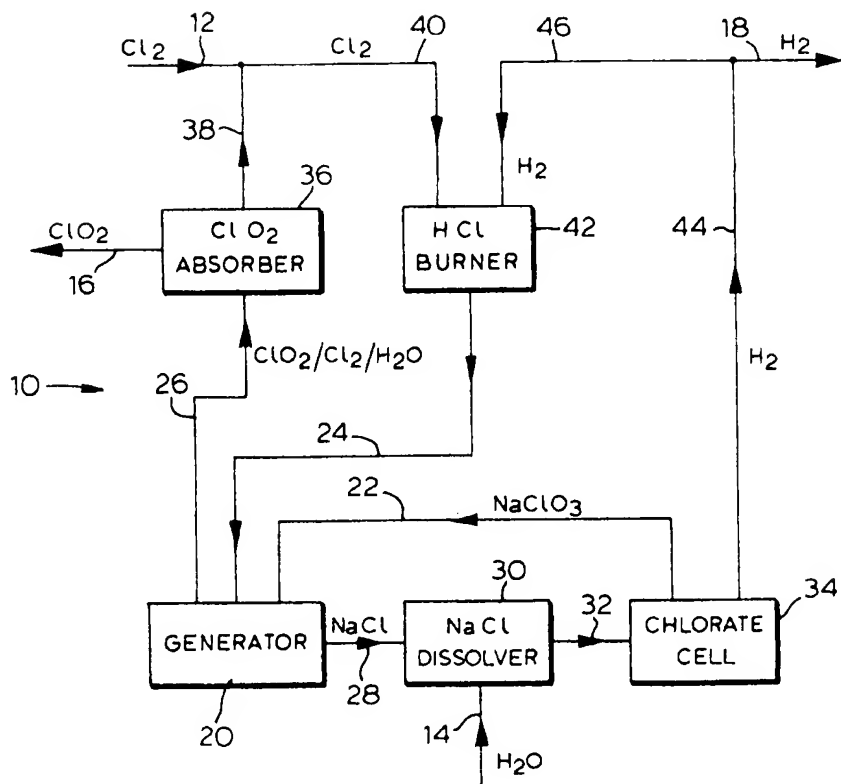 12
Cl2
Cl2
40
46
18
H2
38
36
H2
ClO2
ClO2
ABSORBER
HCl
BURNER
42
44
16
ClO2/Cl2/H2O
H2
10
26
24
22
NaClO3
30
34
GENERATOR
NaCl
NaCl
DISSOLVER
32
CHLORATE
CELL
28
20
14
H2O